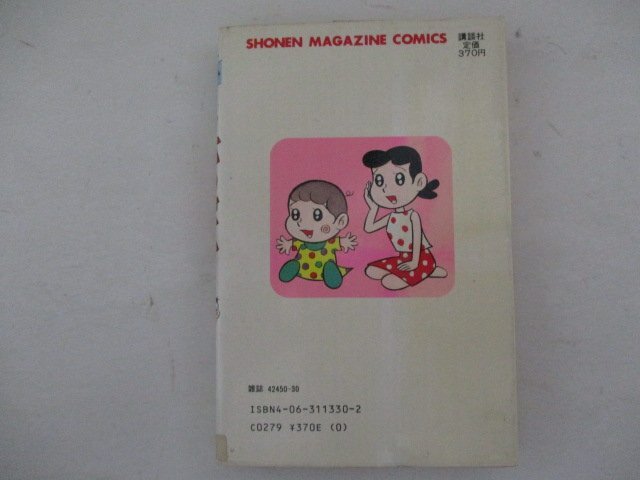 SHONEN MAGAZINE COMICS
講談社
定価
370円
雑誌 42450-30
ISBN4-06-311330-2
C0279 ¥370E (0)